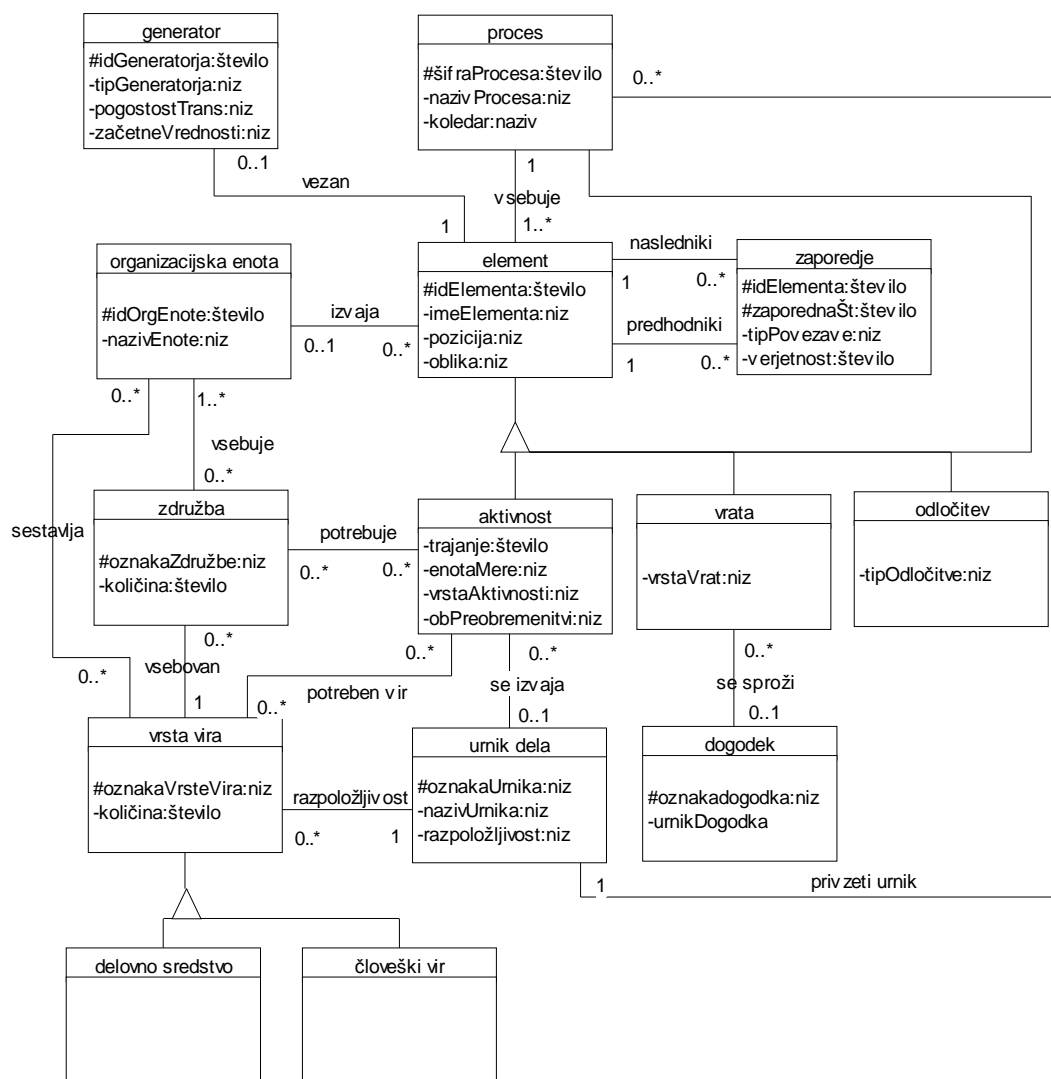 generator
#idGeneratorja:število
-tipGeneratorja:niz
-pogostostTrans:niz
-začetneVrednosti:niz
proces
#šifraProcesa:število
-nazivProcesa:niz
-koledar:naziv
0..*
0..1
vezan
1
1
vsebuje
1..*
organizacijska enota
#idOrgEnote:število
-nazivEnote:niz
izvaja
0..1
0..*
element
#idElementa:število
-imeElementa:niz
-pozicija:niz
-oblika:niz
nasledniki
1
0..*
predhodniki
1
0..*
zaporedje
#idElementa:število
#zaporednaŠt:število
-tipPovezave:niz
-verjetnost:število
0..*
1..*
vsebuje
0..*
sestavlja
združba
#oznakaZdružbe:niz
-količina:število
potrebuje
0..*
0..*
aktivnost
-trajanje:število
-enotaMere:niz
-vrstaAktivnosti:niz
-obPreobremenitvi:niz
vrata
-vrstaVrat:niz
odločitev
-tipOdločitve:niz
0..*
vsebovan
1
0..*
0..*
potreben vir
0..*
0..*
se izvaja
0..1
0..*
se sproži
0..1
vrsta vira
#oznakaVrsteVira:niz
-količina:število
razpoložljivost
0..*
1
urnik dela
#oznakaUrnika:niz
-nazivUrnika:niz
-razpoložljivost:niz
dogodek
#oznakadogodka:niz
-urnikDogodka
1
privzeti urnik
delovno sredstvo
človeški vir